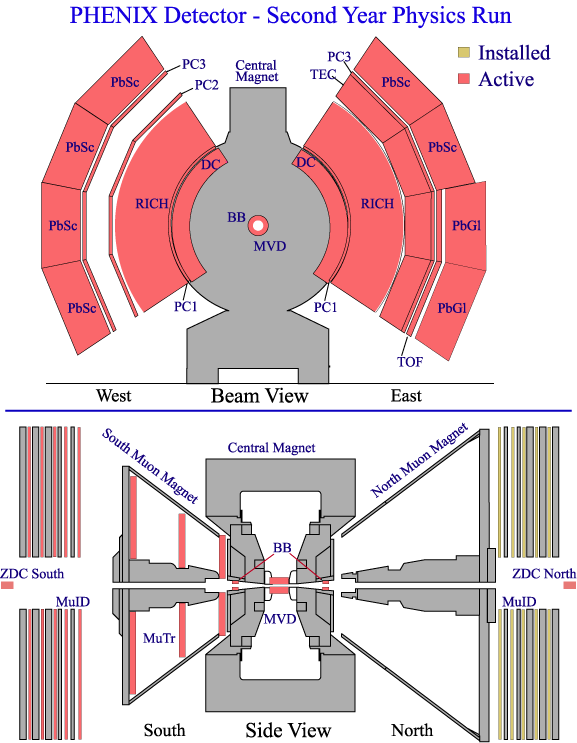 PHENIX Detector - Second Year Physics Run
Installed
Active
Central
Magnet
PC3
PC2
PbSc
PbSc
PbSc
PbSc
RICH
DC
BB
MVD
PC1
PC3
TEC
PbSc
PbSc
DC
RICH
PbGl
PbGl
PC1
TOF
West
Beam View
East
South Muon Magnet
Central Magnet
North Muon Magnet
BB
ZDC South
ZDC North
MuID
MuID
MVD
MuTr
South
Side View
North